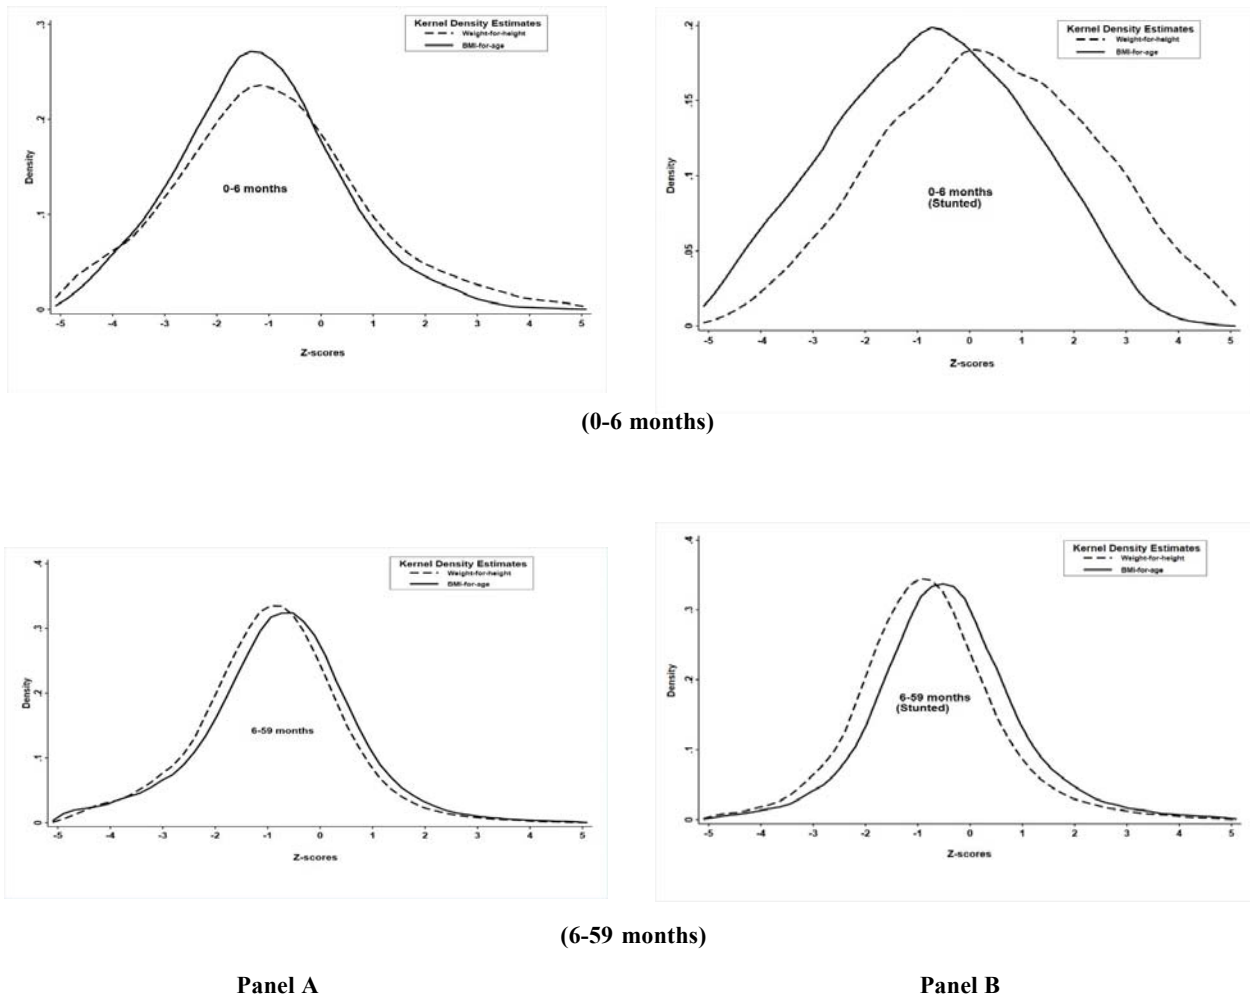 Kernel Density Estimates
Weight-for-height
BMI-for-age
.3
.2
.1
0
Density
0-6 months
-5 -4 -3 -2 -1 0 1 2 3 4 5
Z-scores
Kernel Density Estimates
Weight-for-height
BMI-for-age
.2
.15
.1
.05
0
Density
0-6 months
(Stunted)
-5 -4 -3 -2 -1 0 1 2 3 4 5
Z-scores
(0-6 months)
Kernel Density Estimates
Weight-for-height
BMI-for-age
.4
.3
.2
.1
0
Density
6-59 months
-5 -4 -3 -2 -1 0 1 2 3 4 5
Z-scores
Kernel Density Estimates
Weight-for-height
BMI-for-age
.4
.3
.2
.1
0
Density
6-59 months
(Stunted)
-5 -4 -3 -2 -1 0 1 2 3 4 5
Z-scores
(6-59 months)
Panel A
Panel B